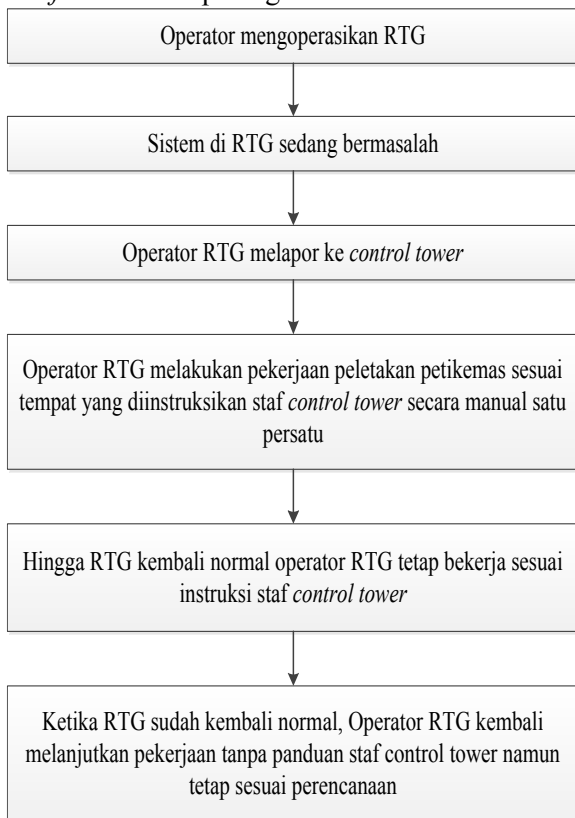 Operator mengoperasikan RTG
Sistem di RTG sedang bermasalah
Operator RTG melapor ke control tower
Operator RTG melakukan pekerjaan peletakan petikemas sesuai
tempat yang diinstruksikan staf control tower secara manual satu
persatu
Hingga RTG kembali normal operator RTG tetap bekerja sesuai
instruksi staf control tower
Ketika RTG sudah kembali normal, Operator RTG kembali
melanjutkan pekerjaan tanpa panduan staf control tower namun
tetap sesuai perencanaan